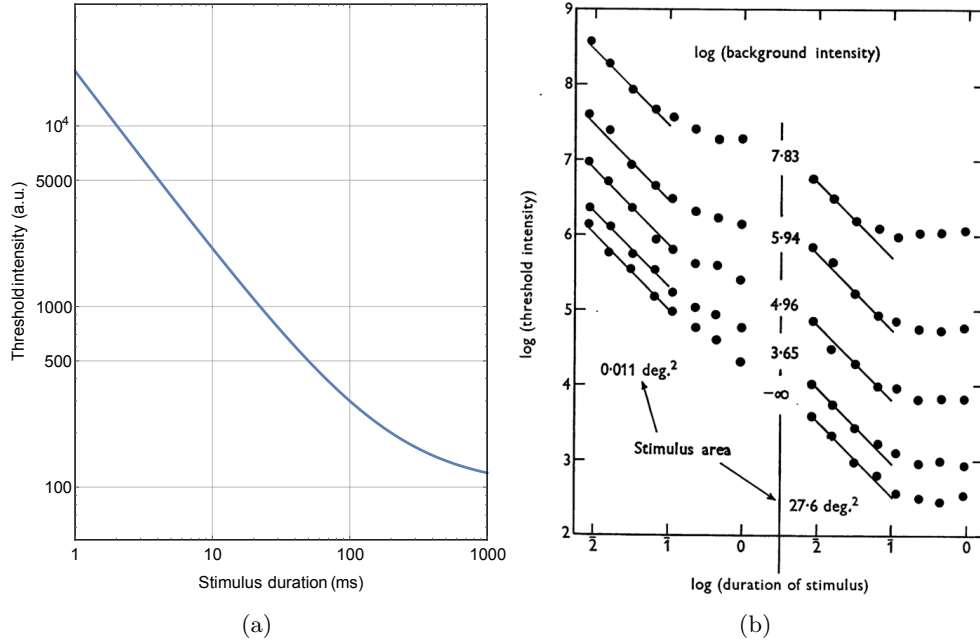 10⁴
5000
1000
500
100
1
10
100
1000
Threshold intensity (a.u.)
Stimulus duration (ms)
(a)
9
8
7
6
5
4
3
2
log (threshold intensity)
log (background intensity)
7·83
5·94
4·96
3·65
−∞
0·011 deg.²
Stimulus area
27·6 deg.²
2̄
1̄
0
2̄
1̄
0
log (duration of stimulus)
(b)